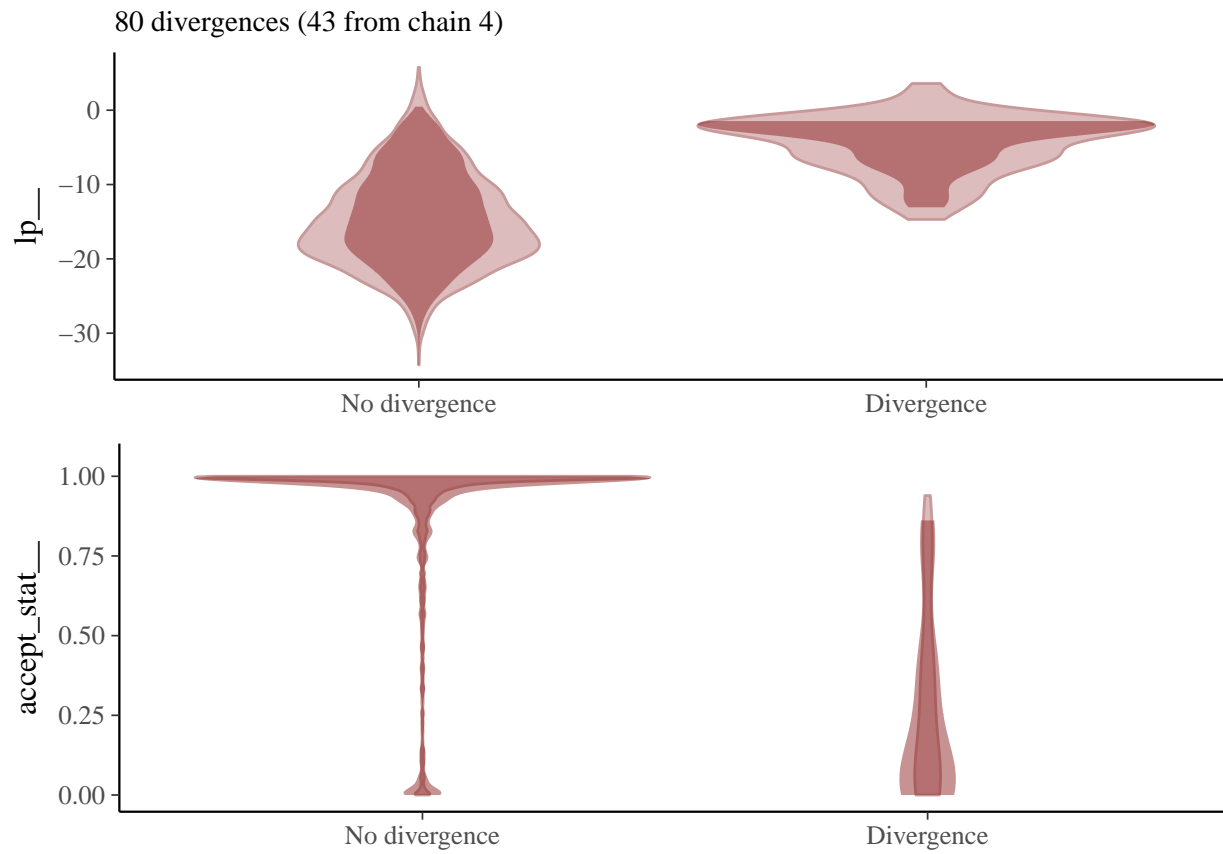 80 divergences (43 from chain 4)
lp__
0
−10
−20
−30
No divergence
Divergence
accept_stat__
1.00
0.75
0.50
0.25
0.00
No divergence
Divergence